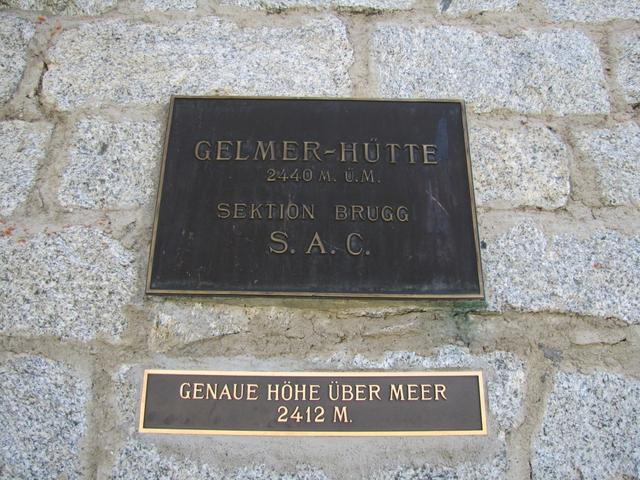 GELMER-HÜTTE
2440 M. Ü.M.
SEKTION BRUGG
S. A. C.
GENAUE HÖHE ÜBER MEER
2412 M.